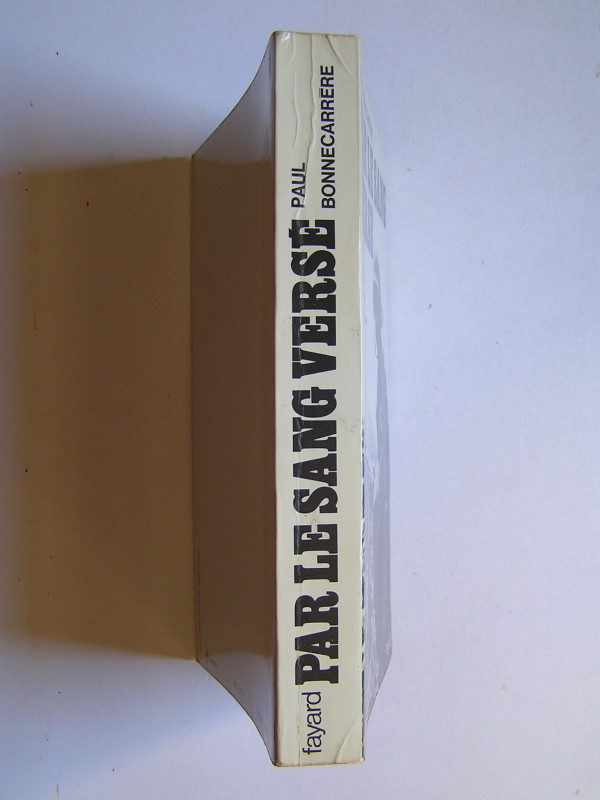 fayard
PAR LE SANG VERSÉ
PAUL
BONNECARRÈRE